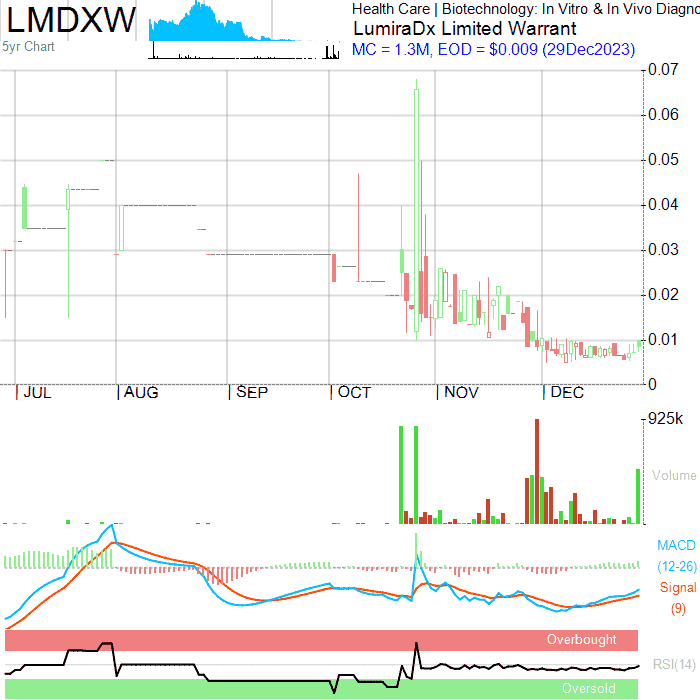 LMDXW
5yr Chart
Health Care | Biotechnology: In Vitro & In Vivo Diagno
LumiraDx Limited Warrant
MC = 1.3M, EOD = $0.009 (29Dec2023)
0.07
0.06
0.05
0.04
0.03
0.02
0.01
0
JUL AUG SEP OCT NOV DEC
925k
Volume
MACD
(12-26)
Signal
(9)
Overbought
RSI(14)
Oversold